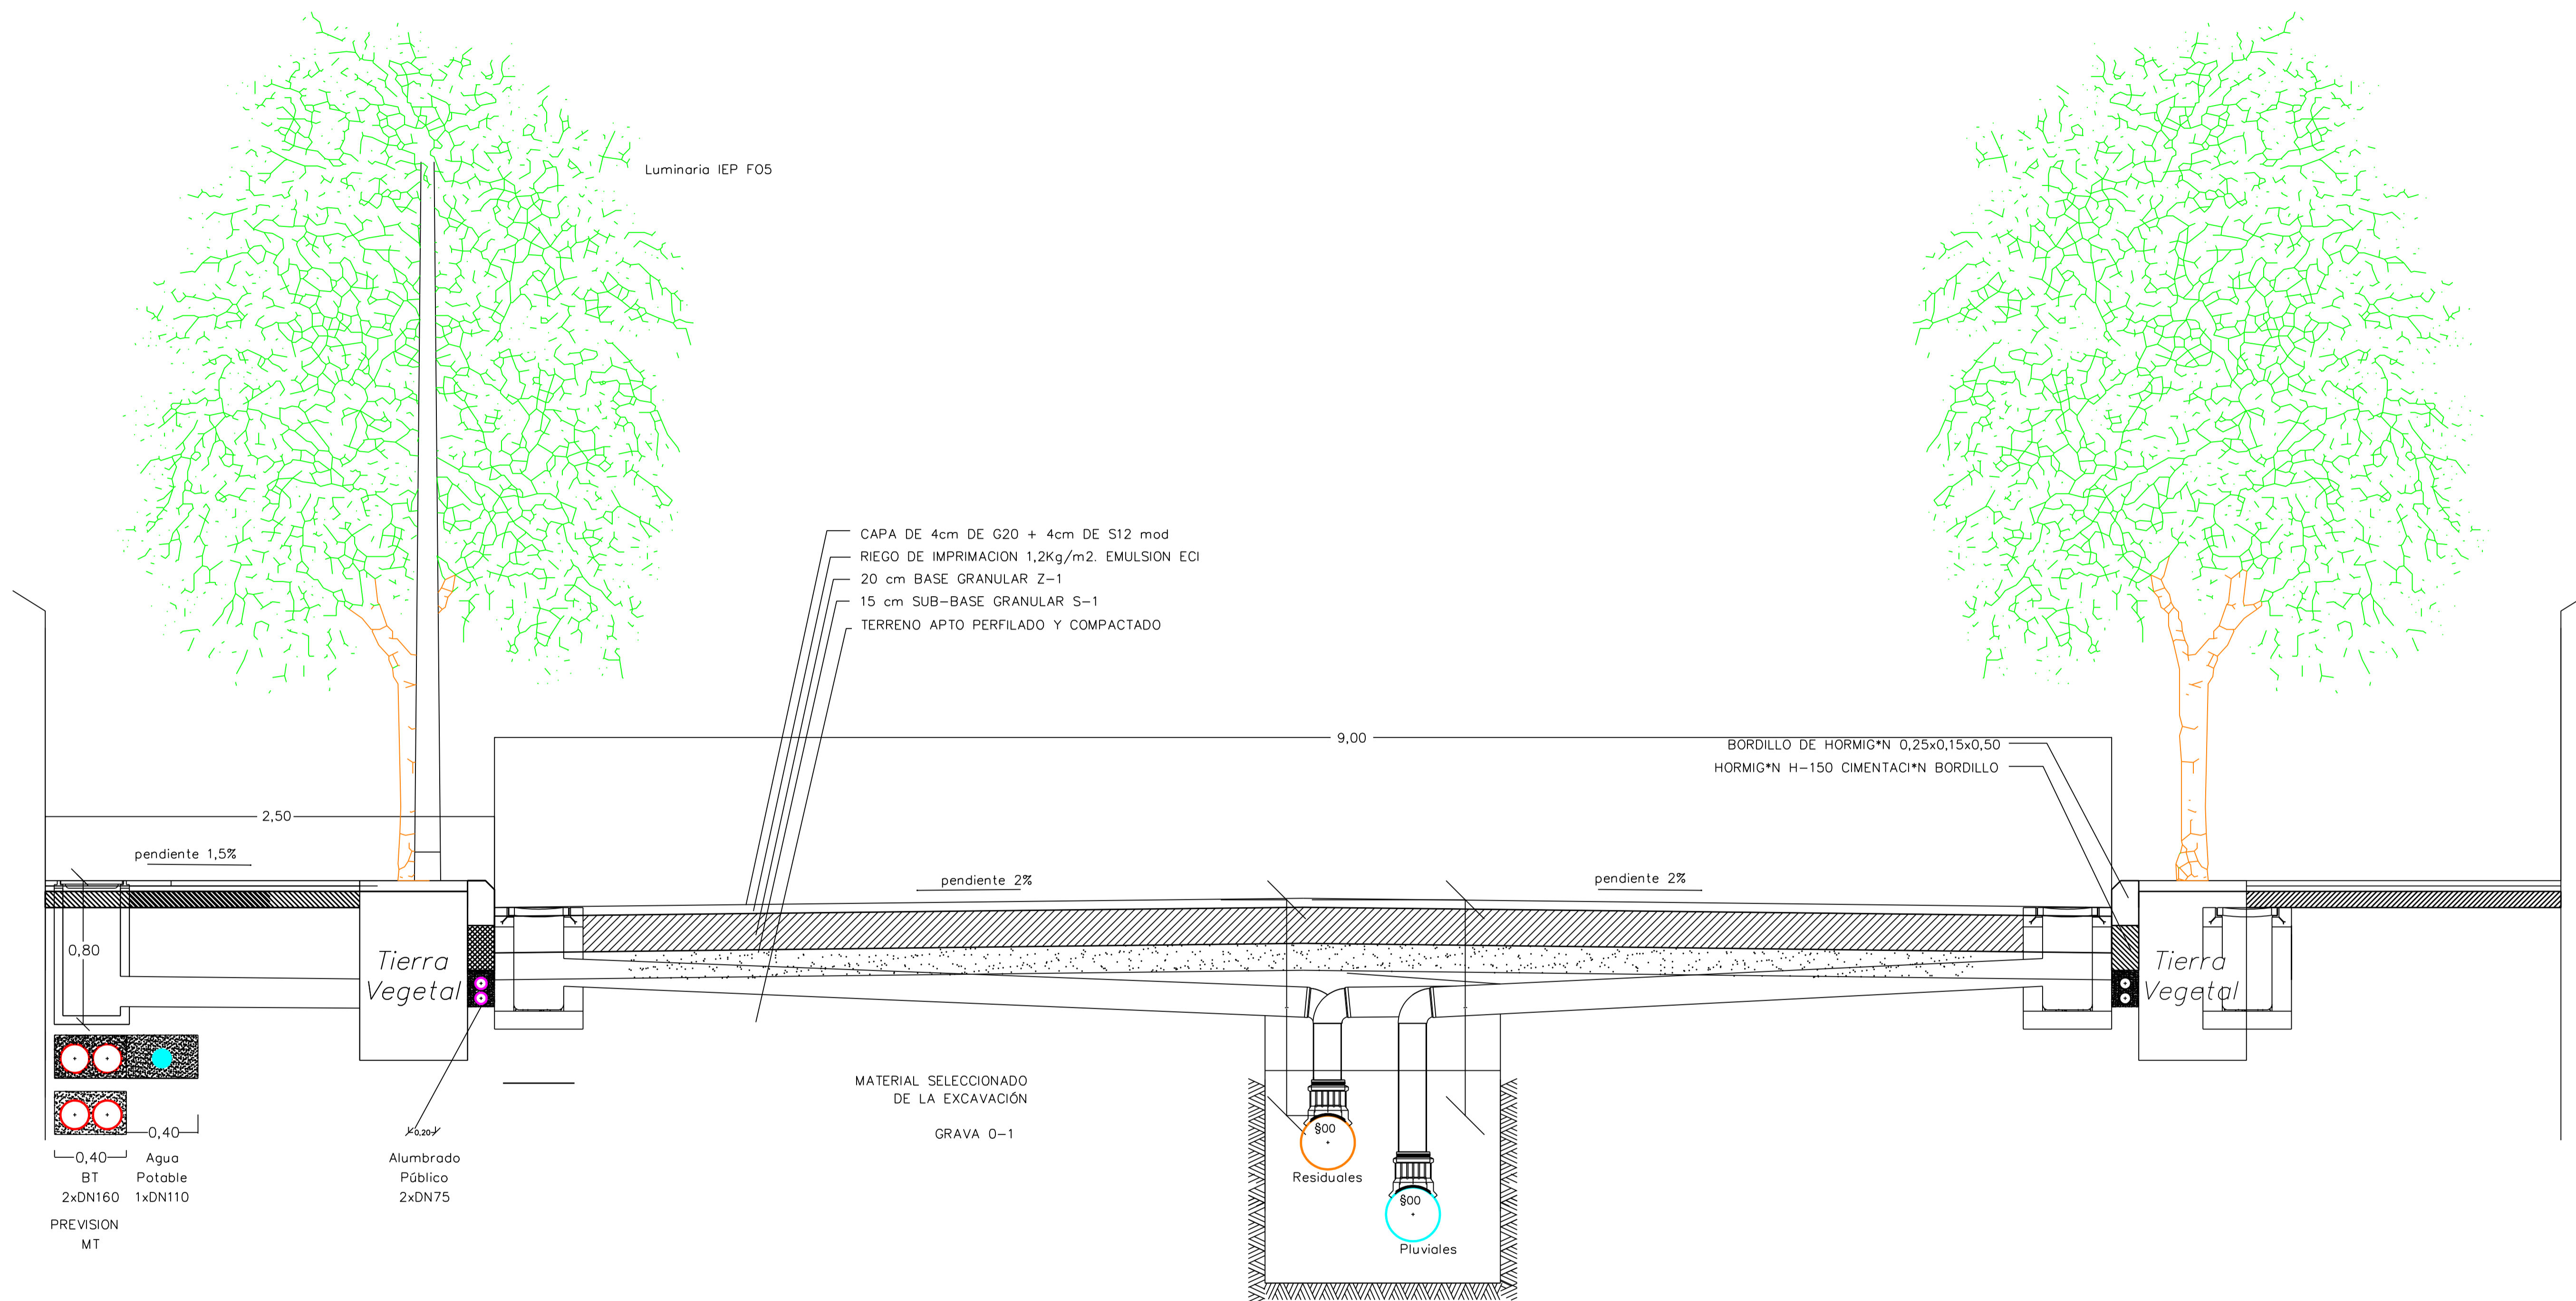 Luminaria IEP F05
CAPA DE 4cm DE G20 + 4cm DE S12 mod
RIEGO DE IMPRIMACION 1,2Kg/m2. EMULSION ECI
20 cm BASE GRANULAR Z-1
15 cm SUB-BASE GRANULAR S-1
TERRENO APTO PERFILADO Y COMPACTADO
9,00
BORDILLO DE HORMIG*N 0,25x0,15x0,50
HORMIG*N H-150 CIMENTACI*N BORDILLO
2,50
pendiente 1,5%
pendiente 2%
pendiente 2%
0,80
Tierra
Vegetal
Tierra
Vegetal
MATERIAL SELECCIONADO
DE LA EXCAVACIÓN
GRAVA 0-1
0,40
0,20
0,40
BT
2xDN160
Agua
Potable
1xDN110
PREVISION
MT
Alumbrado
Público
2xDN75
§00
Residuales
§00
Pluviales